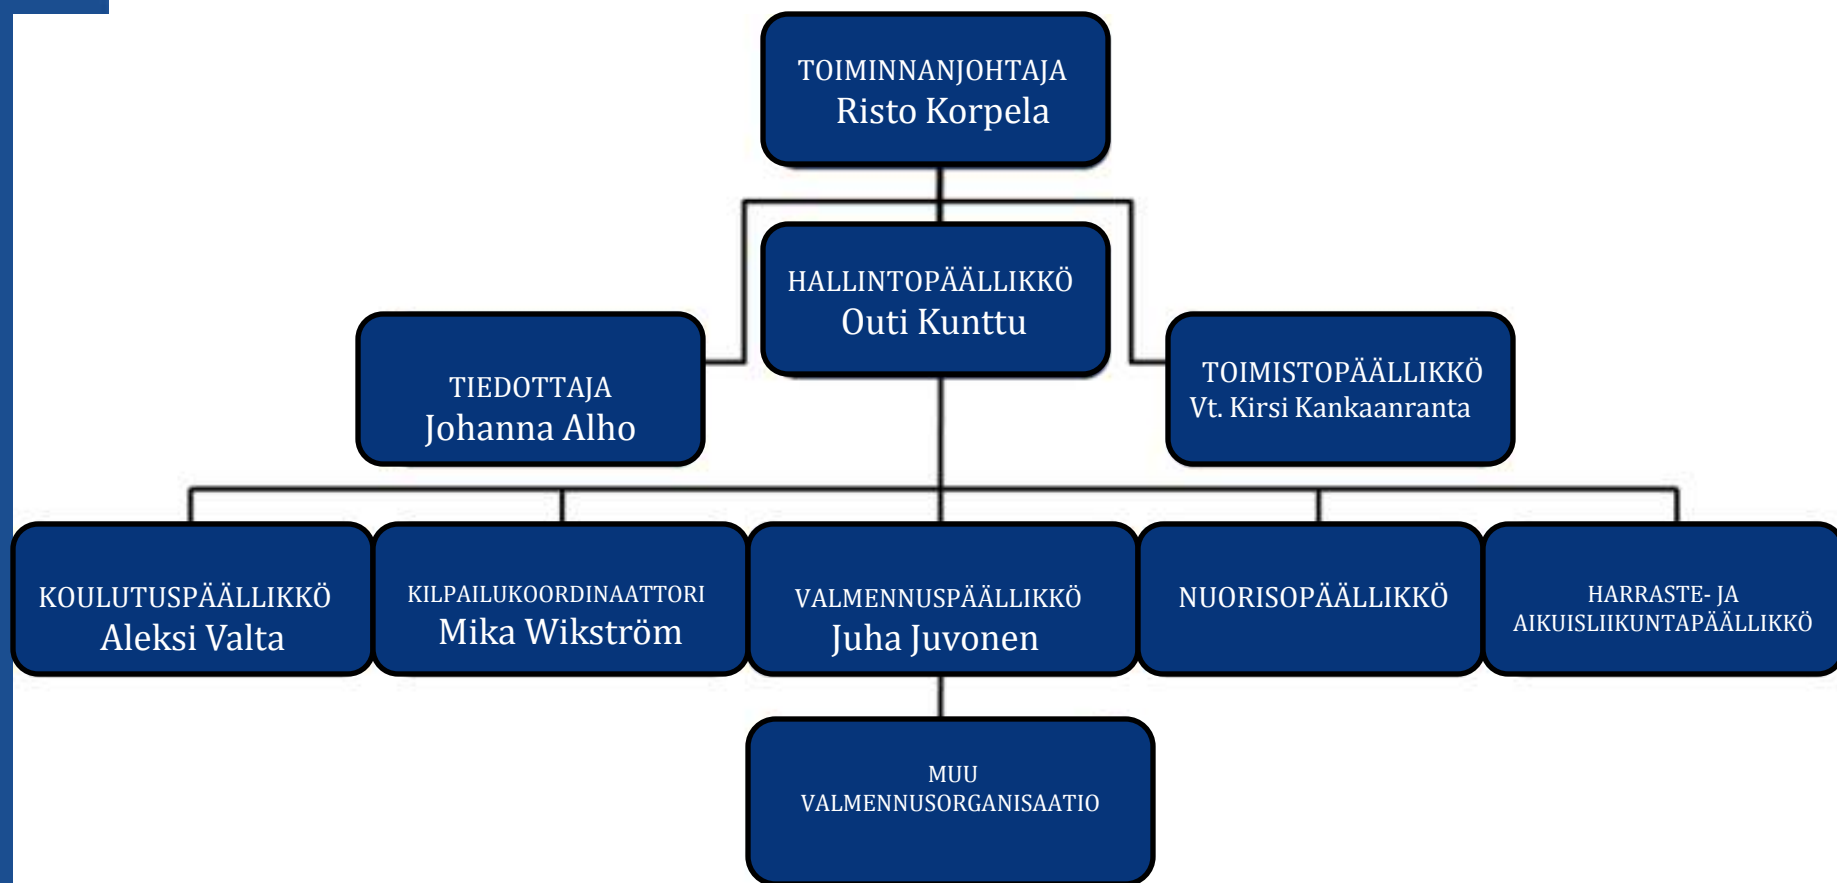 TOIMINNANJOHTAJA
Risto Korpela
HALLINTOPÄÄLLIKKÖ
Outi Kunttu
TIEDOTTAJA
Johanna Alho
TOIMISTOPÄÄLLIKKÖ
Vt. Kirsi Kankaanranta
KOULUTUSPÄÄLLIKKÖ
Aleksi Valta
KILPAILUKOORDINAATTORI
Mika Wikström
VALMENNUSPÄÄLLIKKÖ
Juha Juvonen
NUORISOPÄÄLLIKKÖ
HARRASTE- JA
AIKUISLIIKUNTAPÄÄLLIKKÖ
MUU
VALMENNUSORGANISAATIO